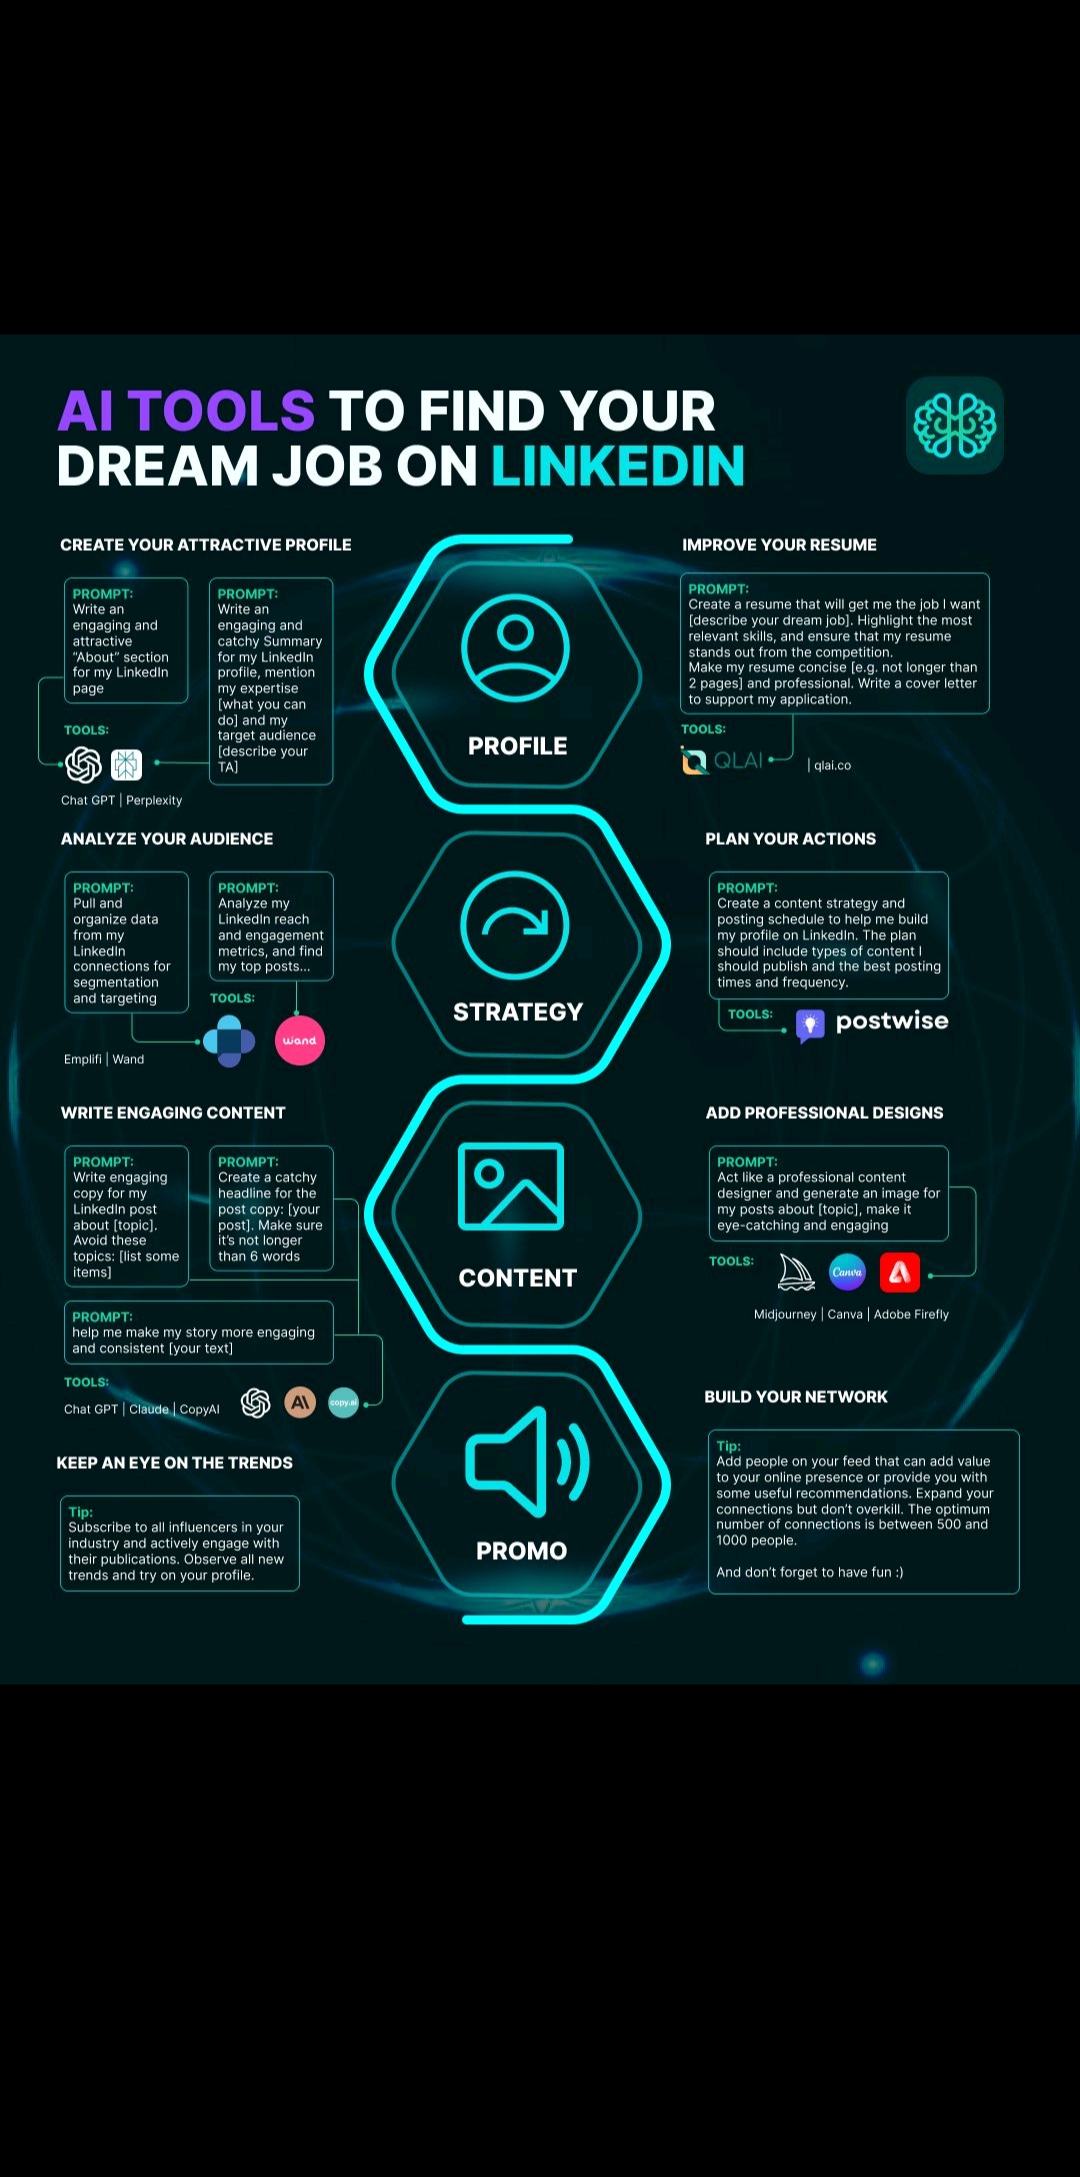 AI TOOLS TO FIND YOUR
DREAM JOB ON LINKEDIN
CREATE YOUR ATTRACTIVE PROFILE
PROMPT:
Write an
engaging and
attractive
“About” section
for my LinkedIn
page
PROMPT:
Write an
engaging and
catchy Summary
for my LinkedIn
profile, mention
my expertise
[what you can
do] and my
target audience
[describe your
TA]
TOOLS:
Chat GPT | Perplexity
PROFILE
IMPROVE YOUR RESUME
PROMPT:
Create a resume that will get me the job I want
[describe your dream job]. Highlight the most
relevant skills, and ensure that my resume
stands out from the competition.
Make my resume concise [e.g. not longer than
2 pages] and professional. Write a cover letter
to support my application.
TOOLS:
QLAI
| qlai.co
ANALYZE YOUR AUDIENCE
PROMPT:
Pull and
organize data
from my
LinkedIn
connections for
segmentation
and targeting
PROMPT:
Analyze my
LinkedIn reach
and engagement
metrics, and find
my top posts...
TOOLS:
wand
Emplifi | Wand
STRATEGY
PLAN YOUR ACTIONS
PROMPT:
Create a content strategy and
posting schedule to help me build
my profile on LinkedIn. The plan
should include types of content I
should publish and the best posting
times and frequency.
TOOLS:
postwise
WRITE ENGAGING CONTENT
PROMPT:
Write engaging
copy for my
LinkedIn post
about [topic].
Avoid these
topics: [list some
items]
PROMPT:
Create a catchy
headline for the
post copy: [your
post]. Make sure
it's not longer
than 6 words
PROMPT:
help me make my story more engaging
and consistent [your text]
TOOLS:
Chat GPT | Claude | CopyAI
AI
copy.ai
CONTENT
ADD PROFESSIONAL DESIGNS
PROMPT:
Act like a professional content
designer and generate an image for
my posts about [topic], make it
eye-catching and engaging
TOOLS:
Canva
Midjourney | Canva | Adobe Firefly
KEEP AN EYE ON THE TRENDS
Tip:
Subscribe to all influencers in your
industry and actively engage with
their publications. Observe all new
trends and try on your profile.
PROMO
BUILD YOUR NETWORK
Tip:
Add people on your feed that can add value
to your online presence or provide you with
some useful recommendations. Expand your
connections but don't overkill. The optimum
number of connections is between 500 and
1000 people.
And don't forget to have fun :)